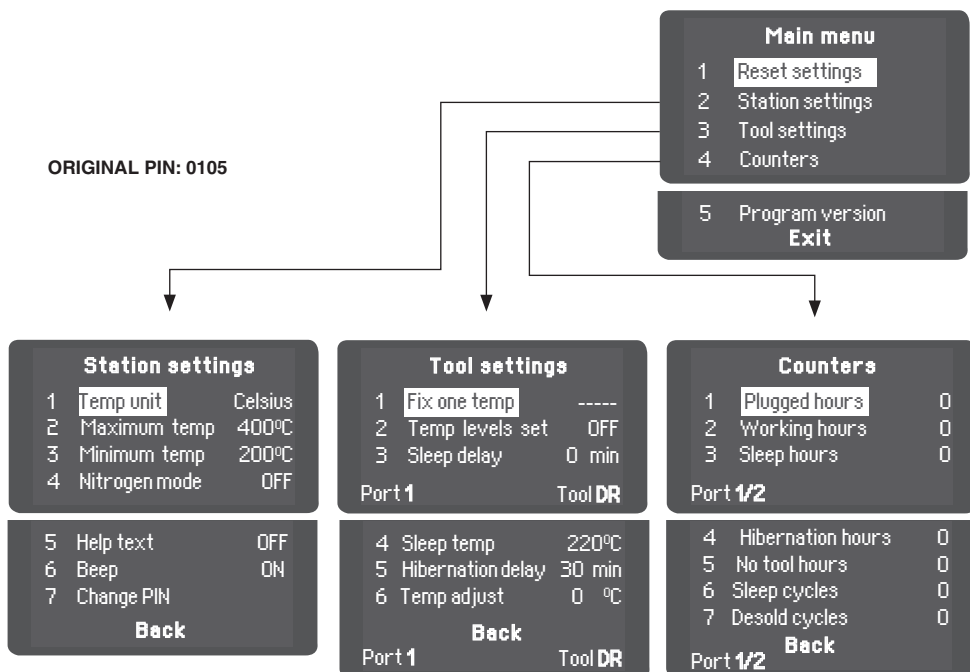 Main menu
1 Reset settings
2 Station settings
3 Tool settings
4 Counters
5 Program version
Exit
ORIGINAL PIN: 0105
Station settings
1 Temp unit Celsius
2 Maximum temp 400ºC
3 Minimum temp 200ºC
4 Nitrogen mode OFF
5 Help text OFF
6 Beep ON
7 Change PIN
Back
Tool settings
1 Fix one temp -----
2 Temp levels set OFF
3 Sleep delay 0 min
Port 1 Tool DR
4 Sleep temp 220ºC
5 Hibernation delay 30 min
6 Temp adjust 0 ºC
Back
Port 1 Tool DR
Counters
1 Plugged hours 0
2 Working hours 0
3 Sleep hours 0
Port 1/2
4 Hibernation hours 0
5 No tool hours 0
6 Sleep cycles 0
7 Desold cycles 0
Back
Port 1/2